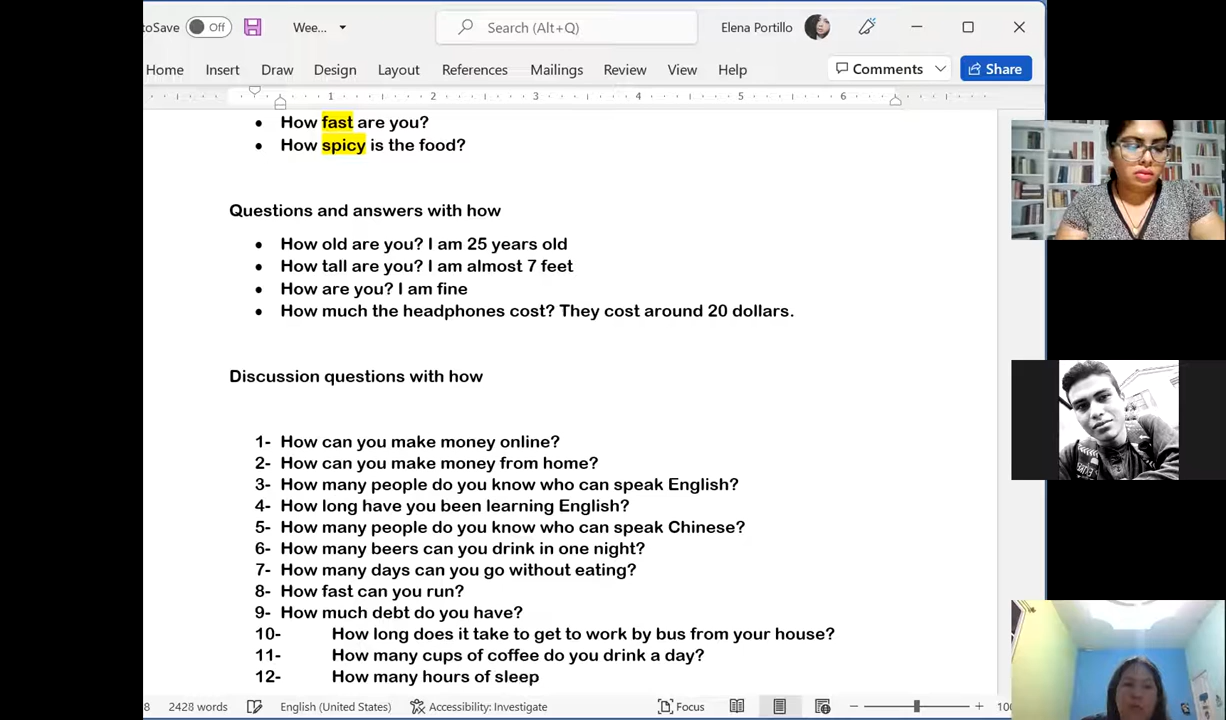 toSave Off Wee... Search (Alt+Q) Elena Portillo
Home Insert Draw Design Layout References Mailings Review View Help Comments Share
1 2 3 4 5 6
• How fast are you?
• How spicy is the food?
Questions and answers with how
• How old are you? I am 25 years old
• How tall are you? I am almost 7 feet
• How are you? I am fine
• How much the headphones cost? They cost around 20 dollars.
Discussion questions with how
1- How can you make money online?
2- How can you make money from home?
3- How many people do you know who can speak English?
4- How long have you been learning English?
5- How many people do you know who can speak Chinese?
6- How many beers can you drink in one night?
7- How many days can you go without eating?
8- How fast can you run?
9- How much debt do you have?
10- How long does it take to get to work by bus from your house?
11- How many cups of coffee do you drink a day?
12- How many hours of sleep
8 2428 words English (United States) Accessibility: Investigate Focus 100